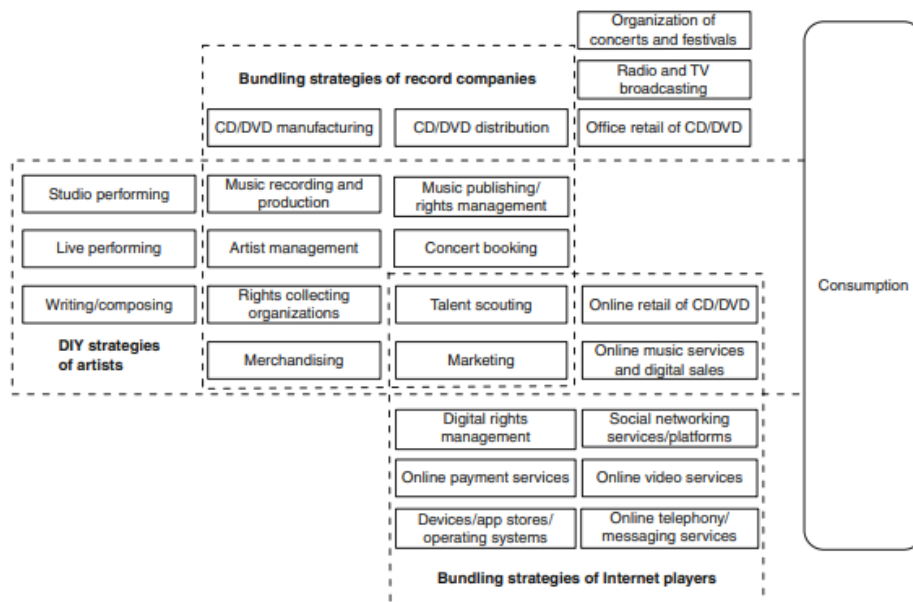 Organization of
concerts and festivals
Bundling strategies of record companies
Radio and TV
broadcasting
CD/DVD manufacturing
CD/DVD distribution
Office retail of CD/DVD
Studio performing
Music recording and
production
Music publishing/
rights management
Live performing
Artist management
Concert booking
Consumption
Writing/composing
Rights collecting
organizations
Talent scouting
Online retail of CD/DVD
DIY strategies
of artists
Merchandising
Marketing
Online music services
and digital sales
Digital rights
management
Social networking
services/platforms
Online payment services
Online video services
Devices/app stores/
operating systems
Online telephony/
messaging services
Bundling strategies of Internet players